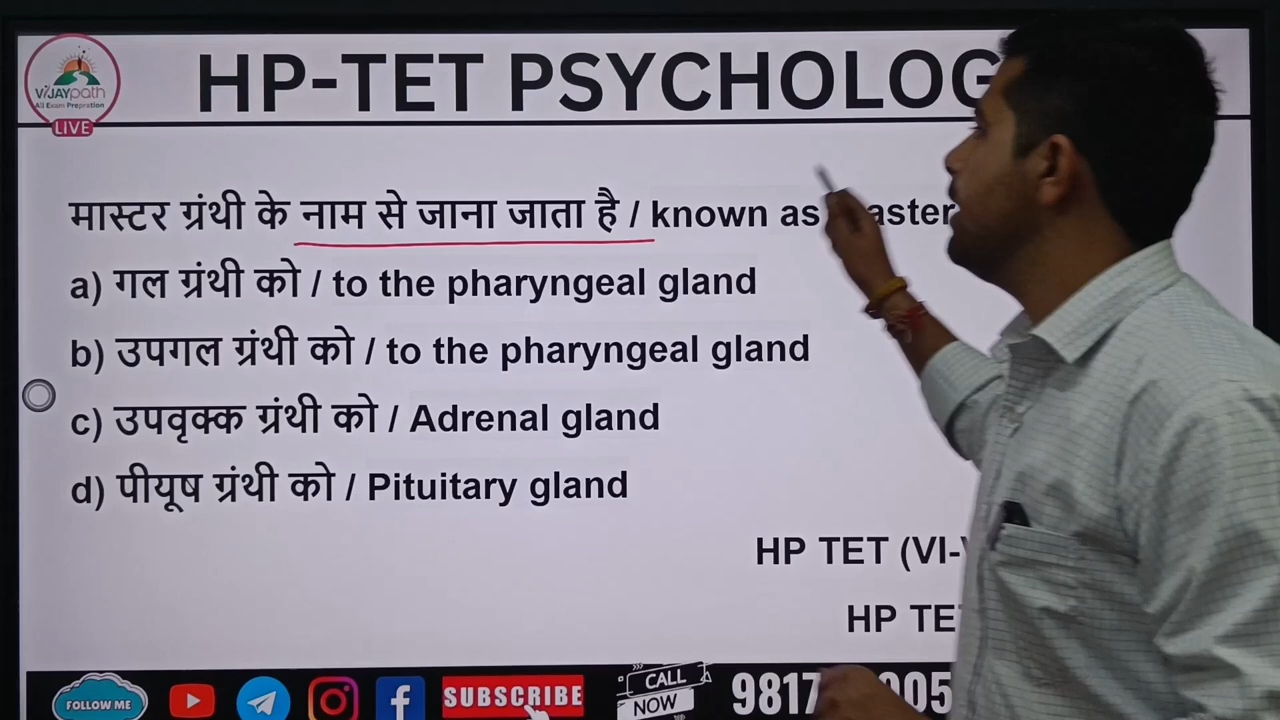 HP-TET PSYCHOLOG
ViJAYpath
All Exam Prepration
LIVE
मास्टर ग्रंथी के नाम से जाना जाता है / known as aster
a) गल ग्रंथी को / to the pharyngeal gland
b) उपगल ग्रंथी को / to the pharyngeal gland
c) उपवृक्क ग्रंथी को / Adrenal gland
d) पीयूष ग्रंथी को / Pituitary gland
HP TET (VI-
HP TE
FOLLOW ME
SUBSCRIBE
CALL
NOW
9817 005